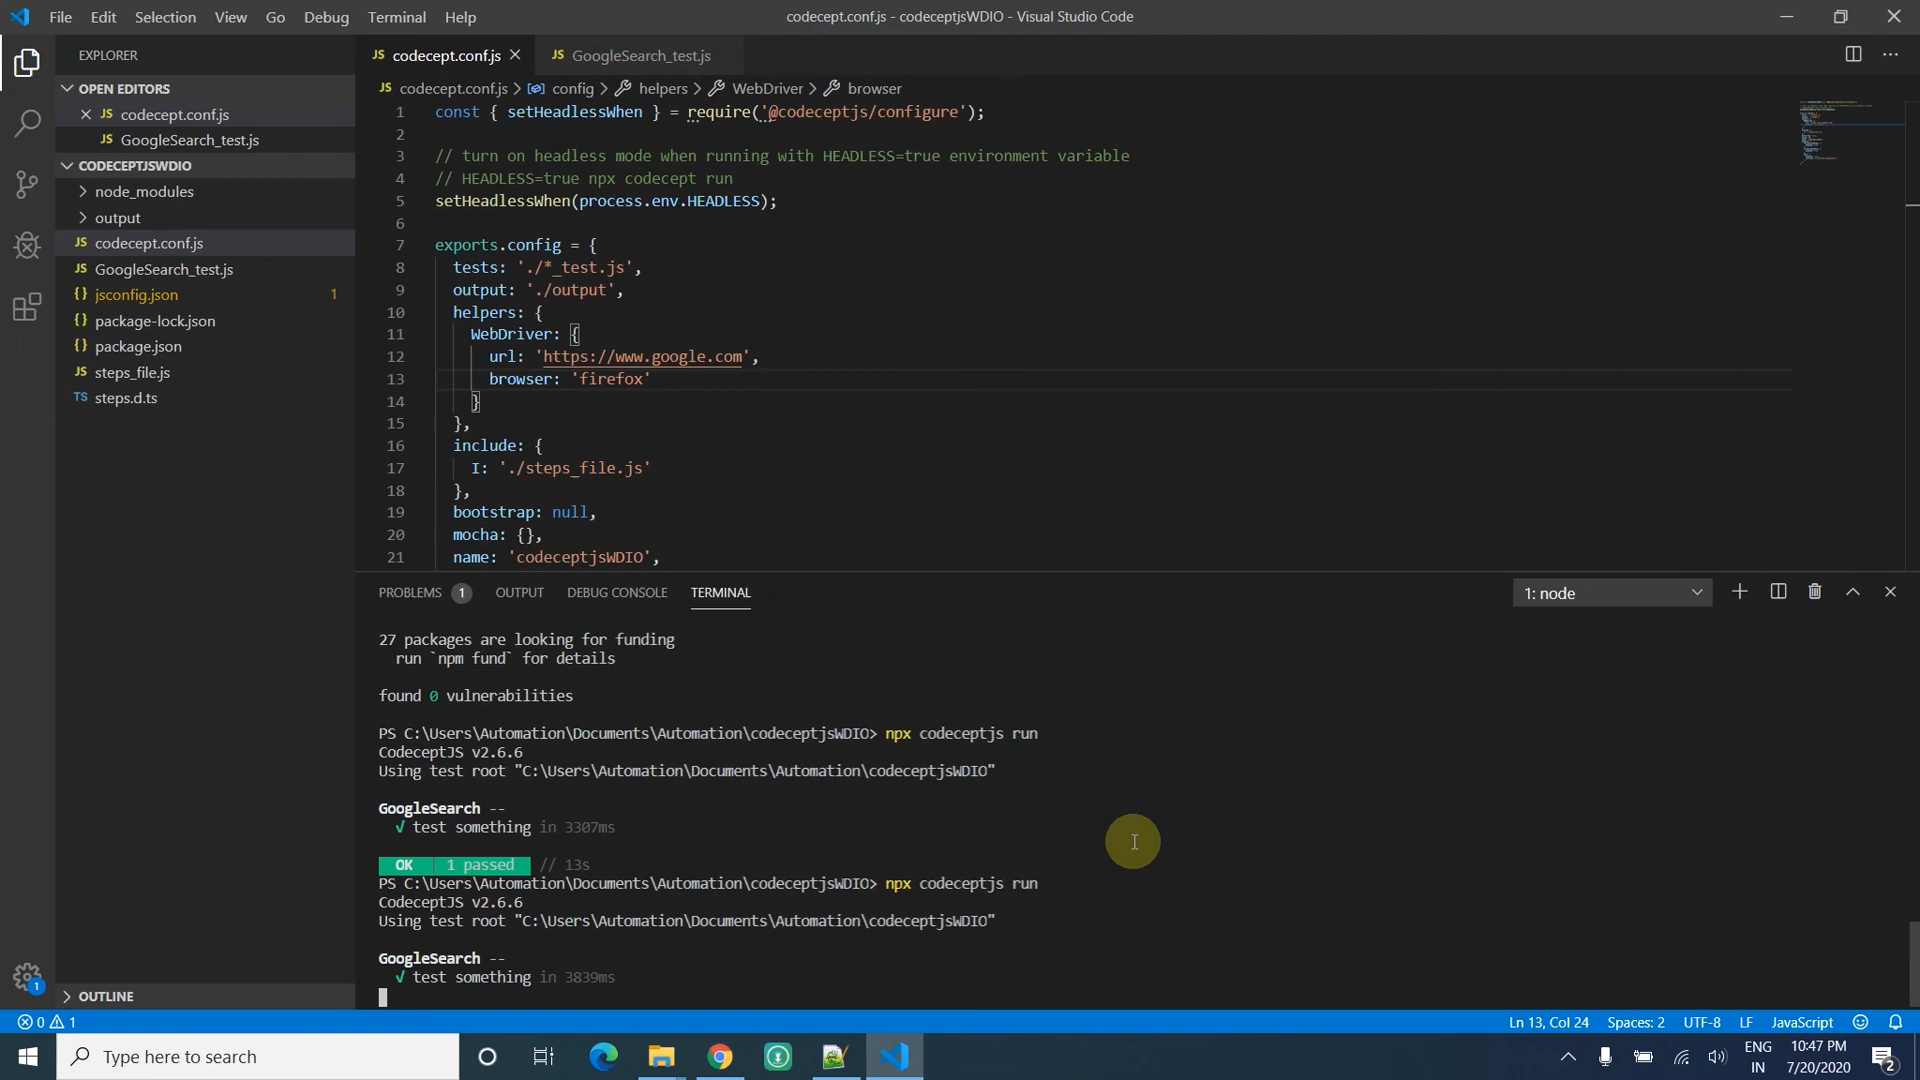 File Edit Selection View Go Debug Terminal Help
codecept.conf.js - codeceptjsWDIO - Visual Studio Code
EXPLORER
OPEN EDITORS
JS codecept.conf.js
JS GoogleSearch_test.js
CODECEPTJSWDIO
node_modules
output
JS codecept.conf.js
JS GoogleSearch_test.js
{} jsconfig.json 1
{} package-lock.json
{} package.json
JS steps_file.js
TS steps.d.ts
OUTLINE
JS codecept.conf.js
JS GoogleSearch_test.js
JS codecept.conf.js > config > helpers > WebDriver > browser
1 const { setHeadlessWhen } = require('@codeceptjs/configure');
2
3 // turn on headless mode when running with HEADLESS=true environment variable
4 // HEADLESS=true npx codecept run
5 setHeadlessWhen(process.env.HEADLESS);
6
7 exports.config = {
8 tests: './*_test.js',
9 output: './output',
10 helpers: {
11 WebDriver: {
12 url: 'https://www.google.com',
13 browser: 'firefox'
14 }
15 },
16 include: {
17 I: './steps_file.js'
18 },
19 bootstrap: null,
20 mocha: {},
21 name: 'codeceptjsWDIO',
PROBLEMS 1 OUTPUT DEBUG CONSOLE TERMINAL
1: node
27 packages are looking for funding
run `npm fund` for details
found 0 vulnerabilities
PS C:\Users\Automation\Documents\Automation\codeceptjsWDIO> npx codeceptjs run
CodeceptJS v2.6.6
Using test root "C:\Users\Automation\Documents\Automation\codeceptjsWDIO"
GoogleSearch --
√ test something in 3307ms
OK | 1 passed // 13s
PS C:\Users\Automation\Documents\Automation\codeceptjsWDIO> npx codeceptjs run
CodeceptJS v2.6.6
Using test root "C:\Users\Automation\Documents\Automation\codeceptjsWDIO"
GoogleSearch --
√ test something in 3839ms
1
0 1
Ln 13, Col 24 Spaces: 2 UTF-8 LF JavaScript
Type here to search
ENG
IN
10:47 PM
7/20/2020
2